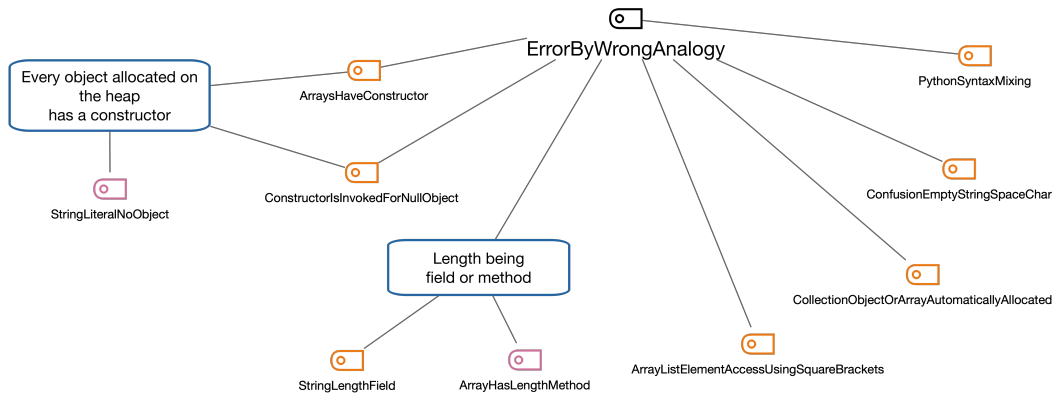 ErrorByWrongAnalogy
PythonSyntaxMixing
Every object allocated on
the heap
has a constructor
ArraysHaveConstructor
ConstructorIsInvokedForNullObject
ConfusionEmptyStringSpaceChar
StringLiteralNoObject
Length being
field or method
CollectionObjectOrArrayAutomaticallyAllocated
ArrayListElementAccessUsingSquareBrackets
StringLengthField
ArrayHasLengthMethod